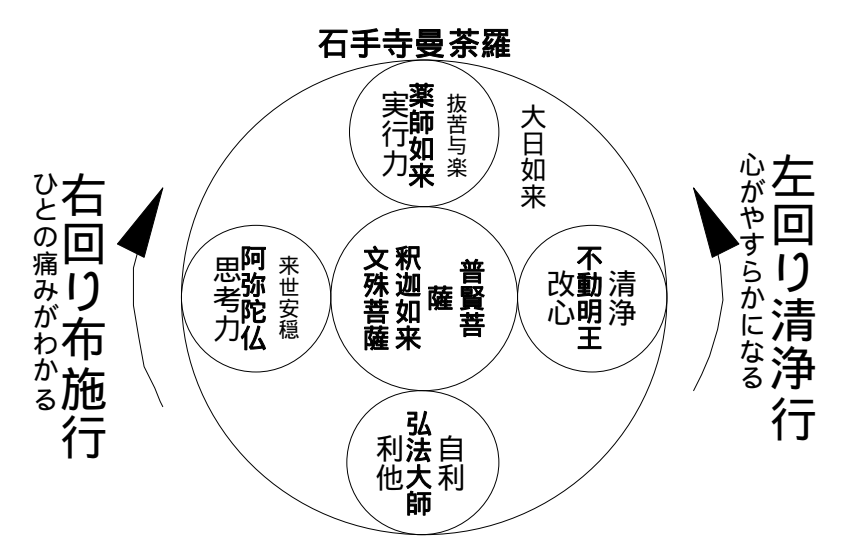 石手寺曼荼羅
大日如来
抜苦与楽
薬師如来
実行力
左回り清浄行
心がやすらかになる
清浄
不動明王
改心
普賢菩
薩
釈迦如来
文殊菩薩
来世安穏
阿弥陀仏
思考力
右回り布施行
ひとの痛みがわかる
自利
弘法大師
利他